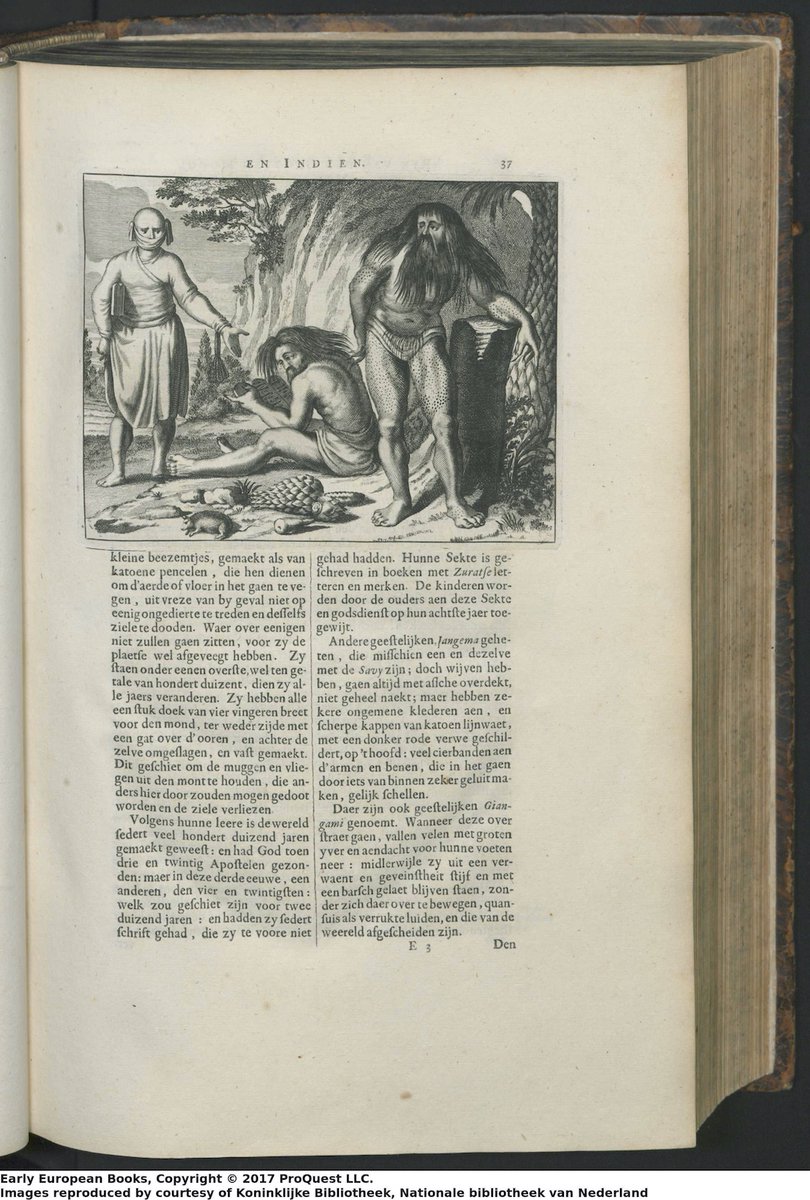 EN INDIEN.
37
kleine beezemtjes, gemaekt als van
katoene pencelen, die hen dienen
om d'aerde of vloer in het gaen te ve-
gen, uit vreze van by geval niet op
eenig ongedierte te treden en deſſelfs
ziele te dooden. Waer over eenigen
niet zullen gaen zitten, voor zy de
plaetſe wel afgeveegt hebben. Zy
ſtaen onder eenen overſte, wel ten ge-
tale van hondert duizent, dien zy al-
le jaers veranderen. Zy hebben alle
een ſtuk doek van vier vingeren breet
voor den mond, ter weder zijde met
een gat over d'ooren, en achter de
zelve omgeſlagen, en vaſt gemaekt.
Dit geſchiet om de muggen en vlie-
gen uit den mont te houden, die an-
ders hier door zouden mogen gedoot
worden en de ziele verliezen.
Volgens hunne leere is de wereld
ſedert veel hondert duizend jaren
gemaekt geweeſt: en had God toen
drie en twintig Apoſtelen gezon-
den: maer in deze derde eeuwe, een
anderen, den vier en twintigſten:
welk zou geſchiet zijn voor twee
duizend jaren: en hadden zy ſedert
ſchrift gehad, die zy te voore niet
gehad hadden. Hunne Sekte is ge-
ſchreven in boeken met Zuratſe let-
teren en merken. De kinderen wor-
den door de ouders aen deze Sekte
en godsdienſt op hun achtſte jaer toe-
gewijt.
Andere geeſtelijken Jangema gehe-
ten, die miſſchien een en dezelve
met de Savy zijn; doch wijven heb-
ben, gaen altijd met aſſche overdekt,
niet geheel naekt; maer hebben ze-
kere ongemene klederen aen, en
ſcherpe kappen van katoen lijnwaet,
met een donker rode verwe geſchil-
dert, op 't hooſd: veel cierbanden aen
d'armen en benen, die in het gaen
door iets van binnen zeker geluit ma-
ken, gelijk ſchellen.
Daer zijn ook geeſtelijken Gian-
gami genoemt. Wanneer deze over
ſtraet gaen, vallen velen met groten
yver en aendacht voor hunne voeten
neer: midlerwijle zy uit een ver-
waent en geveinſtheit ſtijf en met
een barſch gelaet blijven ſtaen, zon-
der zich daer over te bewegen, quan-
ſuis als verrukte luiden, en die van de
weereld afgeſcheiden zijn.
E 3
Den
Early European Books, Copyright © 2017 ProQuest LLC.
Images reproduced by courtesy of Koninklijke Bibliotheek, Nationale bibliotheek van Nederland